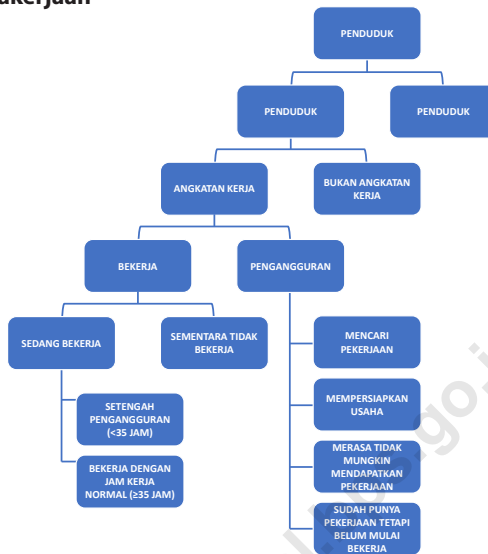 PENDUDUK
PENDUDUK
PENDUDUK
ANGKATAN KERJA
BUKAN ANGKATAN
KERJA
BEKERJA
PENGANGGURAN
SEDANG BEKERJA
SEMENTARA TIDAK
BEKERJA
MENCARI
PEKERJAAN
SETENGAH
PENGANGGURAN
(<35 JAM)
MEMPERSIAPKAN
USAHA
BEKERJA DENGAN
JAM KERJA
NORMAL (≥35 JAM)
MERASA TIDAK
MUNGKIN
MENDAPATKAN
PEKERJAAN
SUDAH PUNYA
PEKERJAAN TETAPI
BELUM MULAI
BEKERJA